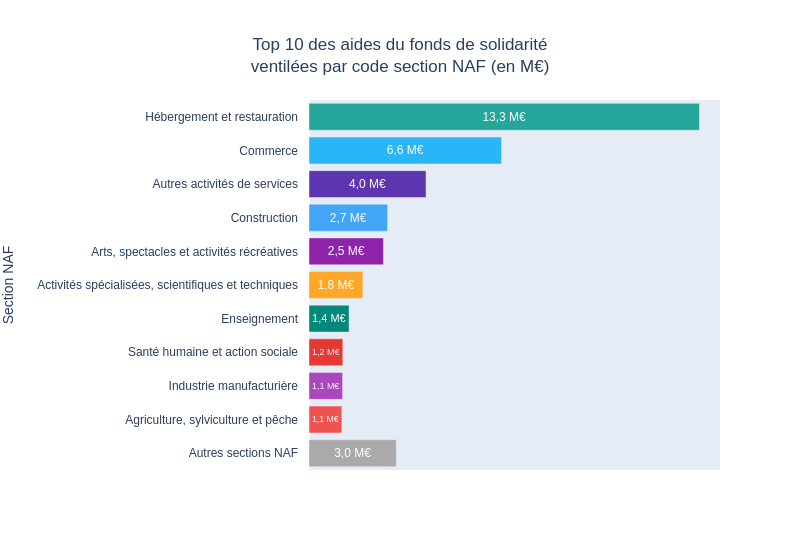 Top 10 des aides du fonds de solidarité
ventilées par code section NAF (en M€)
Section NAF
Hébergement et restauration 13,3 M€
Commerce 6,6 M€
Autres activités de services 4,0 M€
Construction 2,7 M€
Arts, spectacles et activités récréatives 2,5 M€
Activités spécialisées, scientifiques et techniques 1,8 M€
Enseignement 1,4 M€
Santé humaine et action sociale 1,2 M€
Industrie manufacturière 1,1 M€
Agriculture, sylviculture et pêche 1,1 M€
Autres sections NAF 3,0 M€